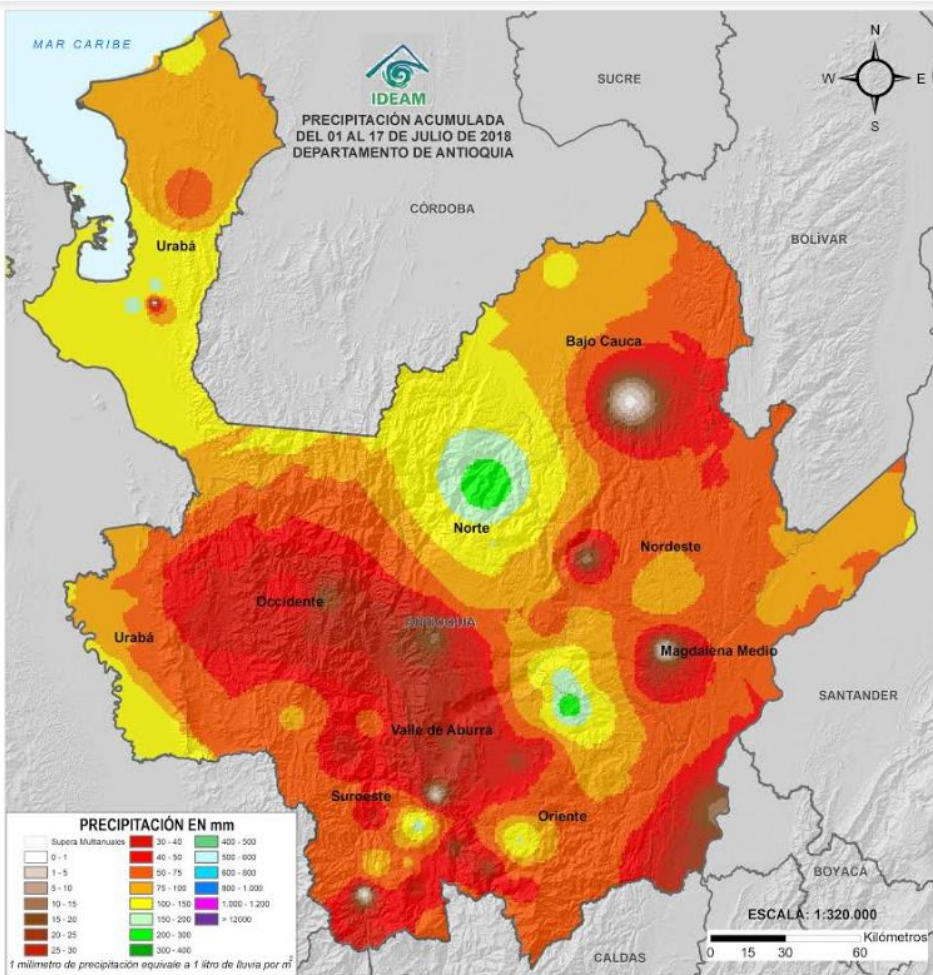 MAR CARIBE
IDEAM
PRECIPITACIÓN ACUMULADA
DEL 01 AL 17 DE JULIO DE 2018
DEPARTAMENTO DE ANTIOQUIA
N
W
E
S
SUCRE
CÓRDOBA
BOLÍVAR
Urabá
Bajo Cauca
Norte
Nordeste
Occidente
ANTIOQUIA
Urabá
Magdalena Medio
SANTANDER
Valle de Aburrá
Suroeste
Oriente
BOYACÁ
CALDAS
PRECIPITACIÓN EN mm
Supera Multianuales
0 - 1
1 - 5
5 - 10
10 - 15
15 - 20
20 - 25
25 - 30
30 - 40
40 - 50
50 - 75
75 - 100
100 - 150
150 - 200
200 - 300
300 - 400
400 - 500
500 - 600
600 - 800
800 - 1.000
1.000 - 1.200
> 12000
1 milimetro de precipitación equivale a 1 litro de lluvia por m²
ESCALA: 1:320.000
Kilómetros
0 15 30 60